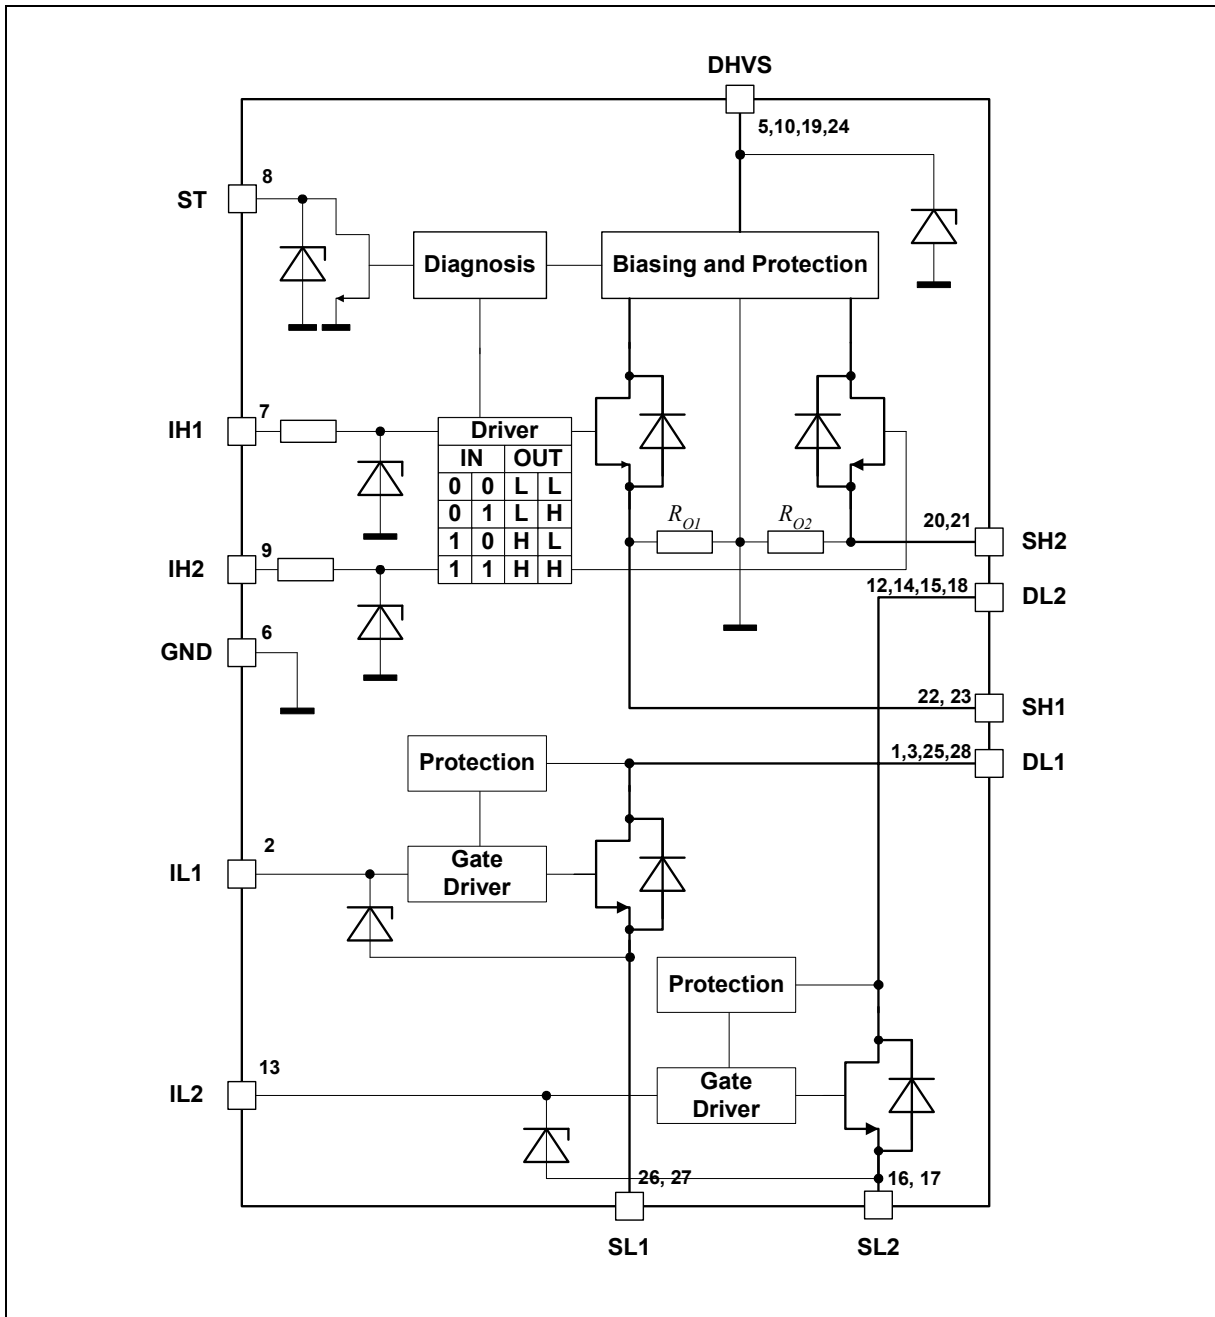 DHVS
5,10,19,24
8
ST
Diagnosis
Biasing and Protection
7
IH1
Driver
IN OUT
0 0 L L
0 1 L H
1 0 H L
1 1 H H
R_{O1}
R_{O2}
20,21
SH2
9
IH2
12,14,15,18
DL2
6
GND
22, 23
SH1
Protection
1,3,25,28
DL1
2
IL1
Gate
Driver
Protection
13
IL2
Gate
Driver
26, 27
16, 17
SL1
SL2